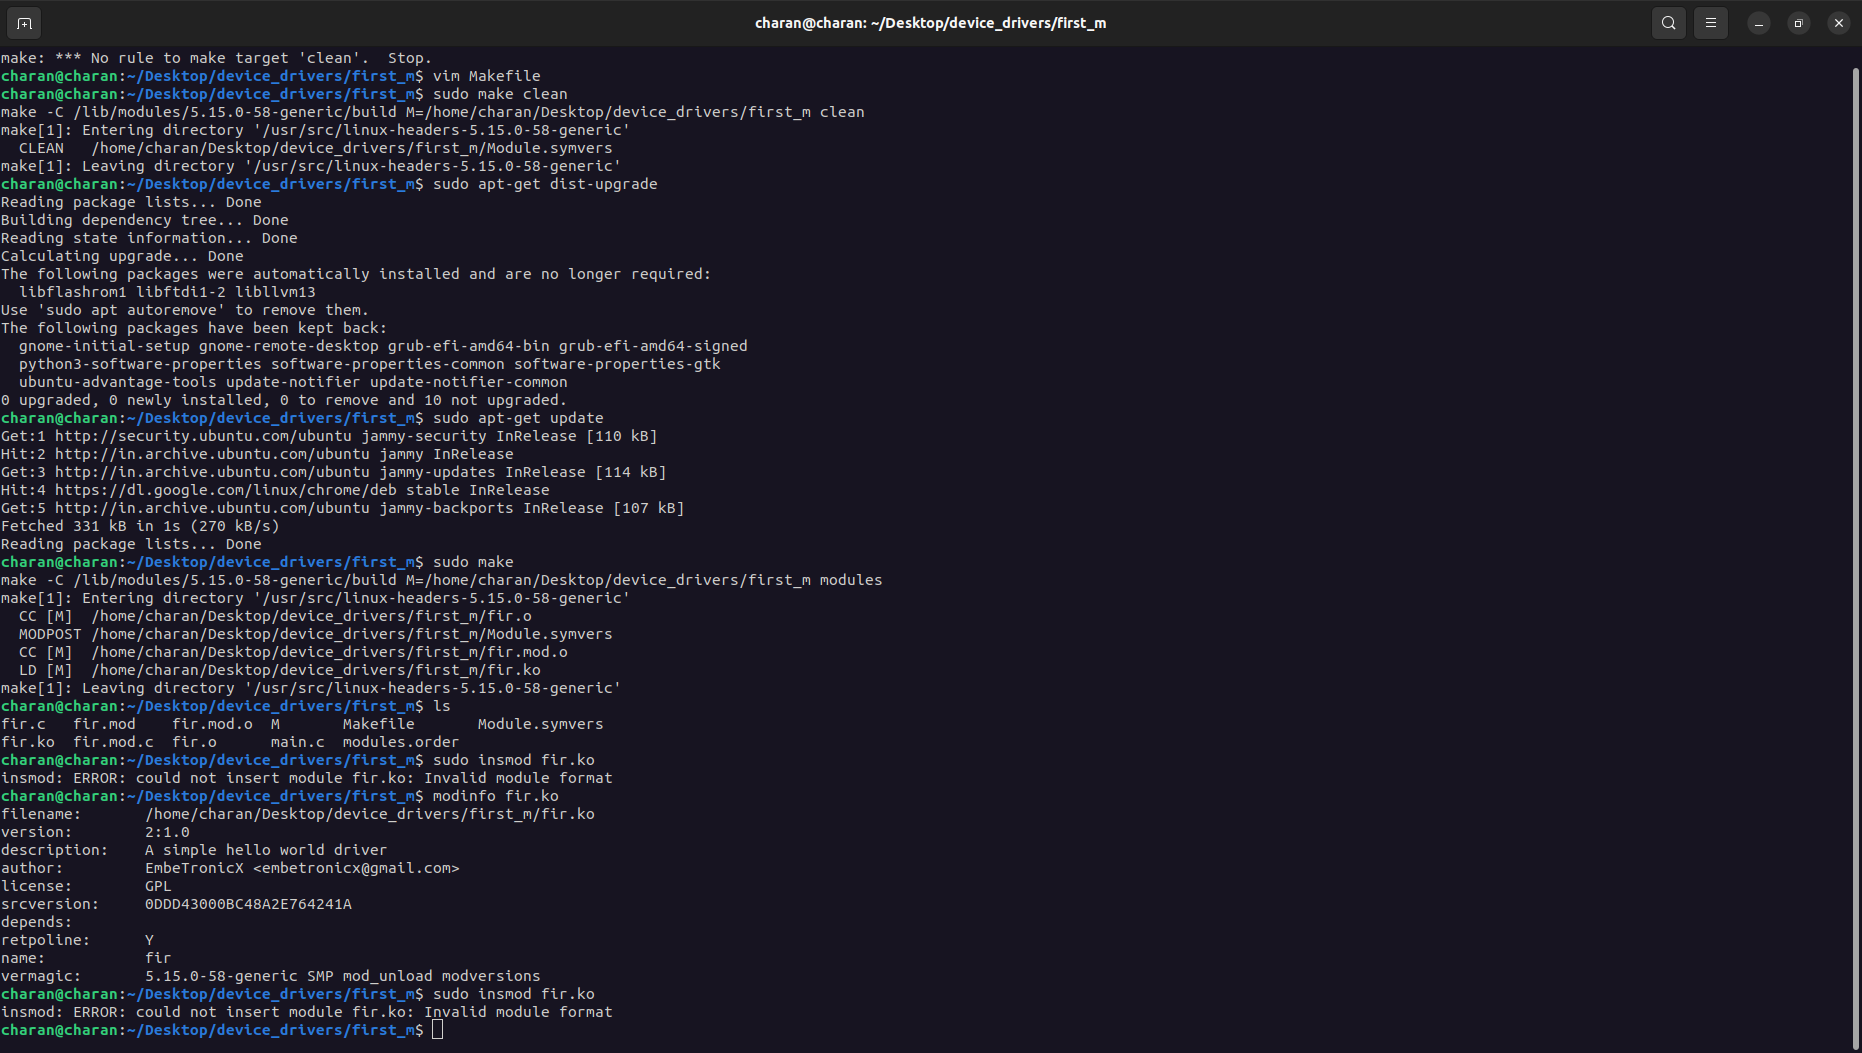 charan@charan: ~/Desktop/device_drivers/first_m
make: *** No rule to make target 'clean'.  Stop.
charan@charan:~/Desktop/device_drivers/first_m$ vim Makefile
charan@charan:~/Desktop/device_drivers/first_m$ sudo make clean
make -C /lib/modules/5.15.0-58-generic/build M=/home/charan/Desktop/device_drivers/first_m clean
make[1]: Entering directory '/usr/src/linux-headers-5.15.0-58-generic'
  CLEAN   /home/charan/Desktop/device_drivers/first_m/Module.symvers
make[1]: Leaving directory '/usr/src/linux-headers-5.15.0-58-generic'
charan@charan:~/Desktop/device_drivers/first_m$ sudo apt-get dist-upgrade
Reading package lists... Done
Building dependency tree... Done
Reading state information... Done
Calculating upgrade... Done
The following packages were automatically installed and are no longer required:
  libflashrom1 libftdi1-2 libllvm13
Use 'sudo apt autoremove' to remove them.
The following packages have been kept back:
  gnome-initial-setup gnome-remote-desktop grub-efi-amd64-bin grub-efi-amd64-signed
  python3-software-properties software-properties-common software-properties-gtk
  ubuntu-advantage-tools update-notifier update-notifier-common
0 upgraded, 0 newly installed, 0 to remove and 10 not upgraded.
charan@charan:~/Desktop/device_drivers/first_m$ sudo apt-get update
Get:1 http://security.ubuntu.com/ubuntu jammy-security InRelease [110 kB]
Hit:2 http://in.archive.ubuntu.com/ubuntu jammy InRelease
Get:3 http://in.archive.ubuntu.com/ubuntu jammy-updates InRelease [114 kB]
Hit:4 https://dl.google.com/linux/chrome/deb stable InRelease
Get:5 http://in.archive.ubuntu.com/ubuntu jammy-backports InRelease [107 kB]
Fetched 331 kB in 1s (270 kB/s)
Reading package lists... Done
charan@charan:~/Desktop/device_drivers/first_m$ sudo make
make -C /lib/modules/5.15.0-58-generic/build M=/home/charan/Desktop/device_drivers/first_m modules
make[1]: Entering directory '/usr/src/linux-headers-5.15.0-58-generic'
  CC [M]  /home/charan/Desktop/device_drivers/first_m/fir.o
  MODPOST /home/charan/Desktop/device_drivers/first_m/Module.symvers
  CC [M]  /home/charan/Desktop/device_drivers/first_m/fir.mod.o
  LD [M]  /home/charan/Desktop/device_drivers/first_m/fir.ko
make[1]: Leaving directory '/usr/src/linux-headers-5.15.0-58-generic'
charan@charan:~/Desktop/device_drivers/first_m$ ls
fir.c   fir.mod    fir.mod.o  M       Makefile       Module.symvers
fir.ko  fir.mod.c  fir.o      main.c  modules.order
charan@charan:~/Desktop/device_drivers/first_m$ sudo insmod fir.ko
insmod: ERROR: could not insert module fir.ko: Invalid module format
charan@charan:~/Desktop/device_drivers/first_m$ modinfo fir.ko
filename:       /home/charan/Desktop/device_drivers/first_m/fir.ko
version:        2:1.0
description:    A simple hello world driver
author:         EmbeTronicX <embetronicx@gmail.com>
license:        GPL
srcversion:     0DDD43000BC48A2E764241A
depends:
retpoline:      Y
name:           fir
vermagic:       5.15.0-58-generic SMP mod_unload modversions
charan@charan:~/Desktop/device_drivers/first_m$ sudo insmod fir.ko
insmod: ERROR: could not insert module fir.ko: Invalid module format
charan@charan:~/Desktop/device_drivers/first_m$